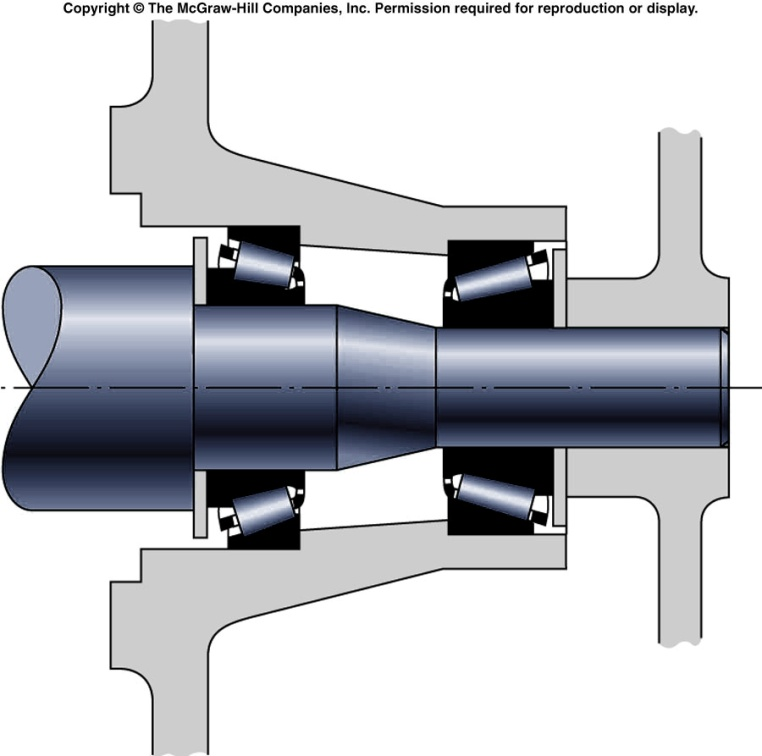 Copyright © The McGraw-Hill Companies, Inc. Permission required for reproduction or display.